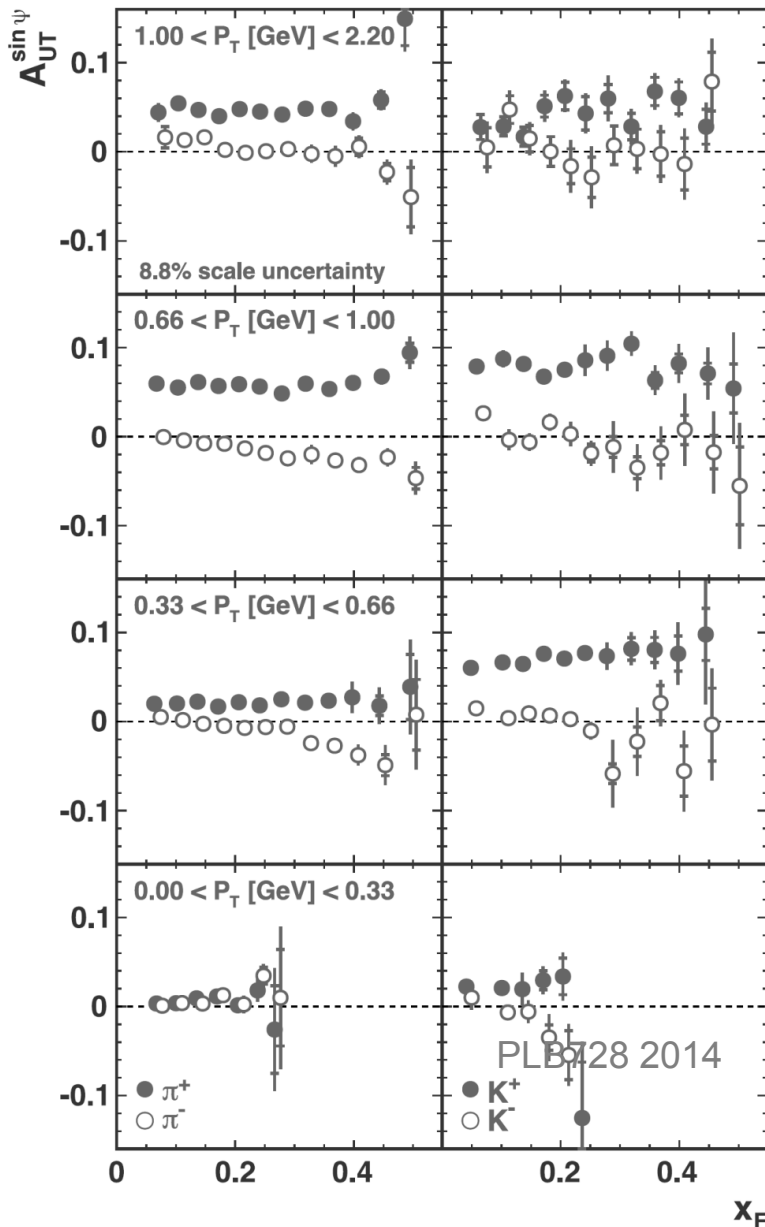 A_UT^sin ψ
1.00 < P_T [GeV] < 2.20
0.1
0
-0.1
8.8% scale uncertainty
0.66 < P_T [GeV] < 1.00
0.1
0
-0.1
0.33 < P_T [GeV] < 0.66
0.1
0
-0.1
0.00 < P_T [GeV] < 0.33
0.1
0
-0.1
π⁺
π⁻
PLB728 2014
K⁺
K⁻
0 0.2 0.4 0.2 0.4
x_F